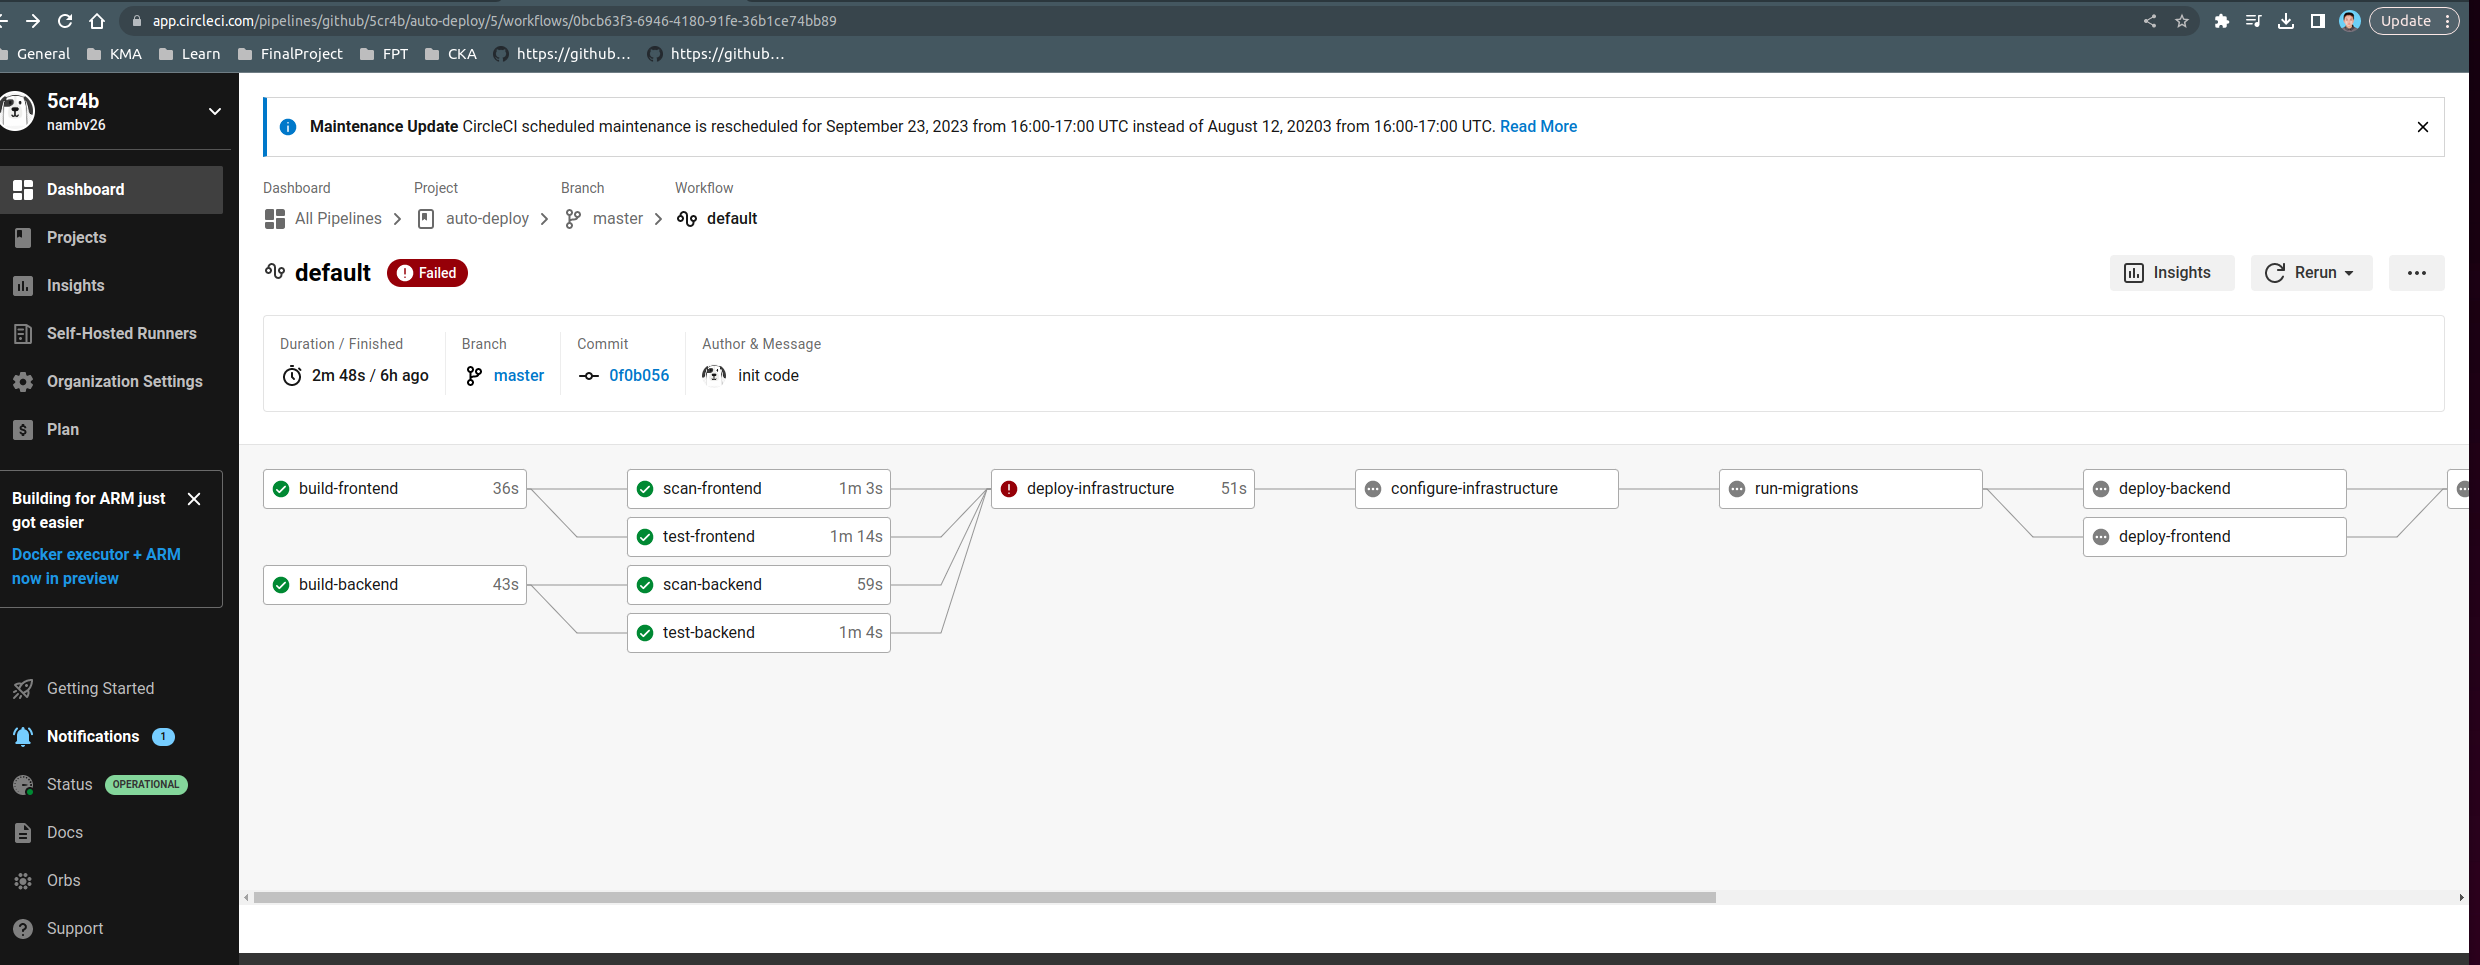 app.circleci.com/pipelines/github/5cr4b/auto-deploy/5/workflows/0bcb63f3-6946-4180-91fe-36b1ce74bb89
Update
General KMA Learn FinalProject FPT CKA https://github... https://github...
5cr4b
nambv26
Dashboard
Projects
Insights
Self-Hosted Runners
Organization Settings
Plan
Building for ARM just
got easier
Docker executor + ARM
now in preview
Getting Started
Notifications 1
Status OPERATIONAL
Docs
Orbs
Support
Maintenance Update CircleCI scheduled maintenance is rescheduled for September 23, 2023 from 16:00-17:00 UTC instead of August 12, 20203 from 16:00-17:00 UTC. Read More
Dashboard Project Branch Workflow
All Pipelines auto-deploy master default
default Failed
Insights Rerun
Duration / Finished Branch Commit Author & Message
2m 48s / 6h ago master 0f0b056 init code
build-frontend 36s scan-frontend 1m 3s deploy-infrastructure 51s configure-infrastructure run-migrations deploy-backend
test-frontend 1m 14s deploy-frontend
build-backend 43s scan-backend 59s
test-backend 1m 4s